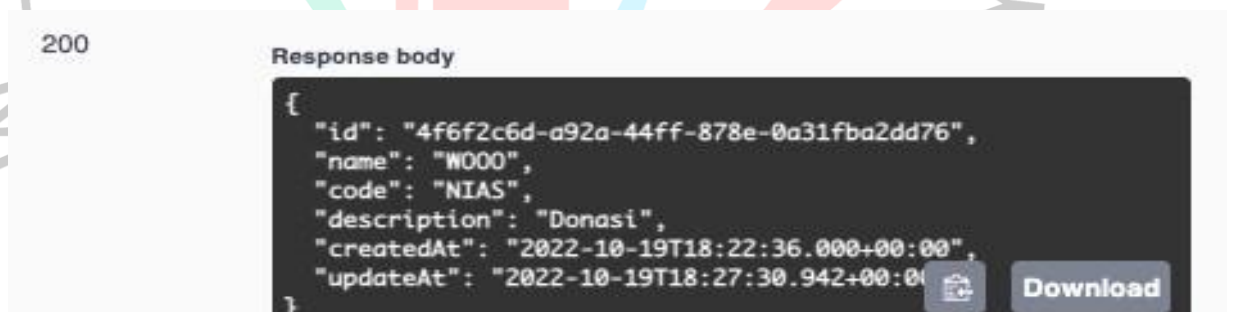 200
Response body
{
"id": "4f6f2c6d-a92a-44ff-878e-0a31fba2dd76",
"name": "WOOO",
"code": "NIAS",
"description": "Donasi",
"createdAt": "2022-10-19T18:22:36.000+00:00",
"updateAt": "2022-10-19T18:27:30.942+00:0
Download
}